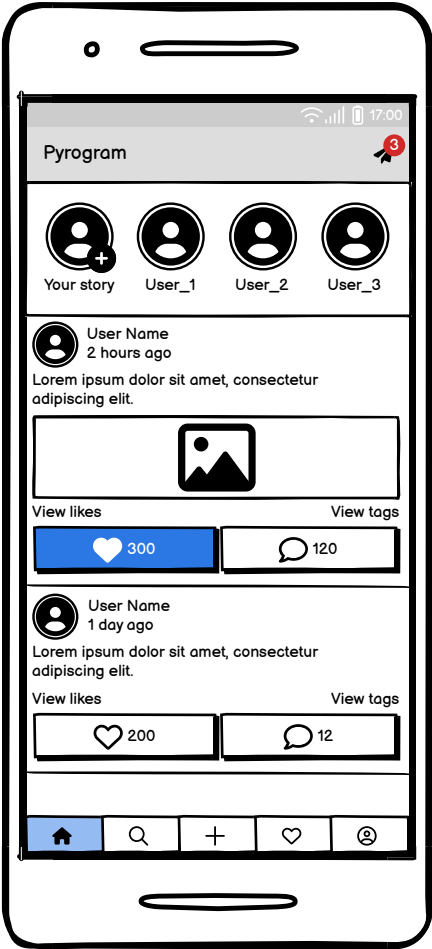 17:00
Pyrogram
3
Your story
User_1
User_2
User_3
User Name
2 hours ago
Lorem ipsum dolor sit amet, consectetur
adipiscing elit.
View likes
View tags
300
120
User Name
1 day ago
Lorem ipsum dolor sit amet, consectetur
adipiscing elit.
View likes
View tags
200
12